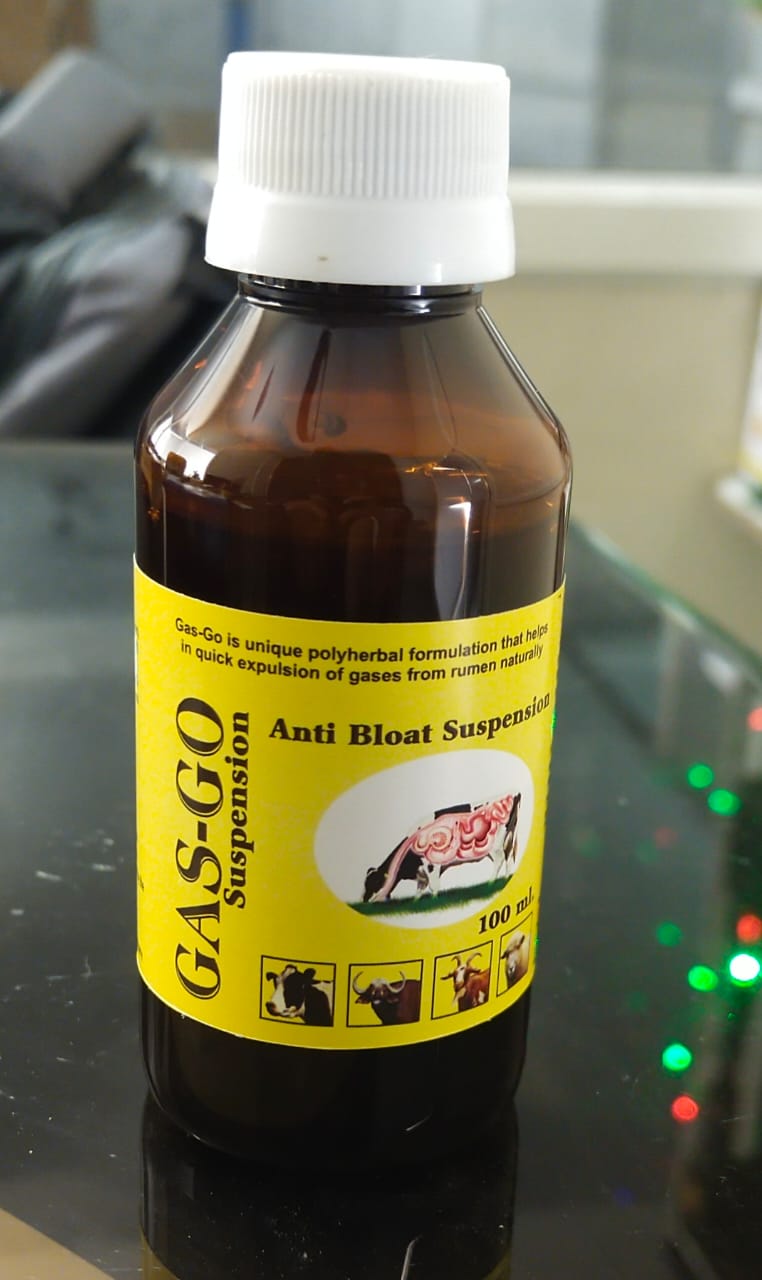 Gas-Go is unique polyherbal formulation that helps
in quick expulsion of gases from rumen naturally
Anti Bloat Suspension
GAS-GO
Suspension
100 ml.